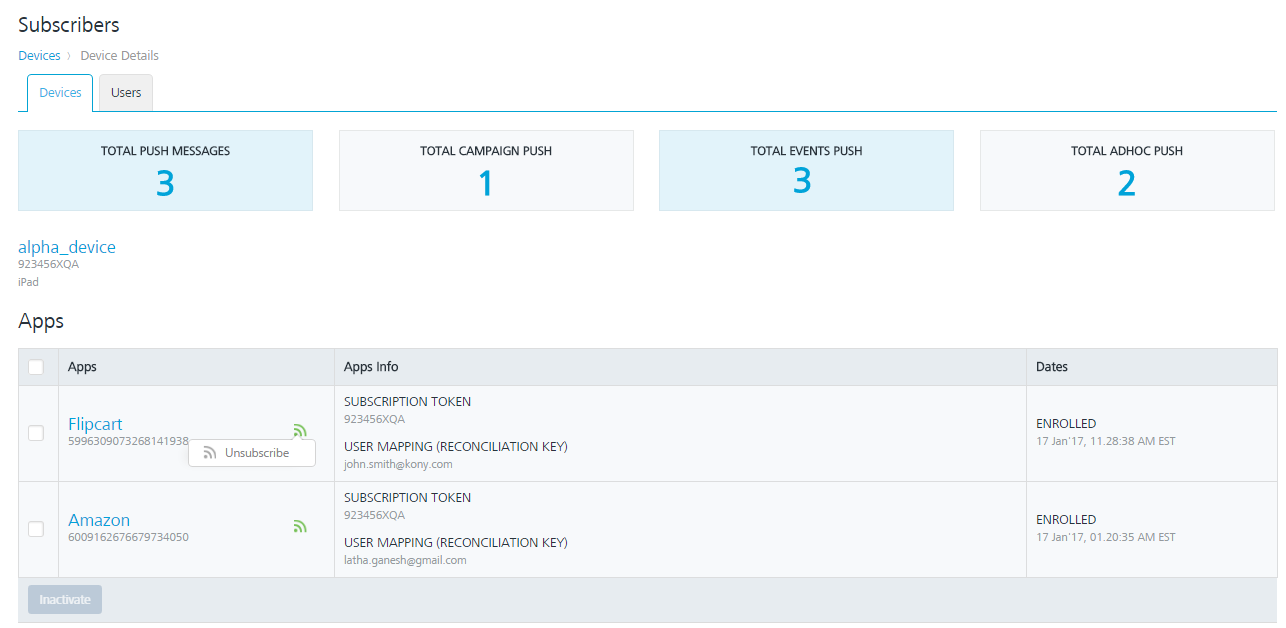 Subscribers
Devices 〉 Device Details
Devices Users
TOTAL PUSH MESSAGES
3
TOTAL CAMPAIGN PUSH
1
TOTAL EVENTS PUSH
3
TOTAL ADHOC PUSH
2
alpha_device
923456XQA
iPad
Apps
Apps Apps Info Dates
Flipcart
5996309073268141938
Unsubscribe
SUBSCRIPTION TOKEN
923456XQA
USER MAPPING (RECONCILIATION KEY)
john.smith@kony.com
ENROLLED
17 Jan'17, 11.28:38 AM EST
Amazon
6009162676679734050
SUBSCRIPTION TOKEN
923456XQA
USER MAPPING (RECONCILIATION KEY)
latha.ganesh@gmail.com
ENROLLED
17 Jan'17, 01.20:35 AM EST
Inactivate